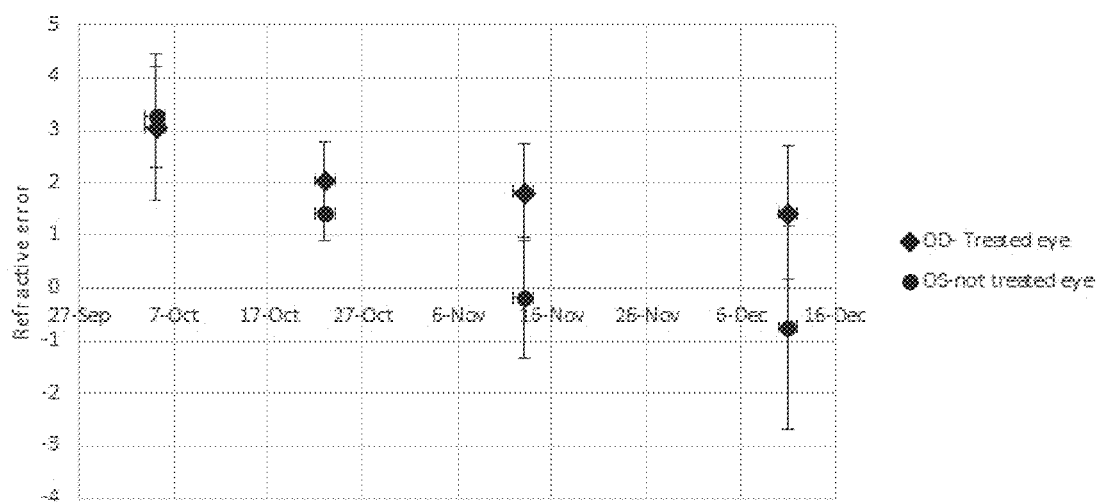 5
4
3
2
1
0
-1
-2
-3
-4
Refractive error
27-Sep 7-Oct 17-Oct 27-Oct 6-Nov 16-Nov 26-Nov 6-Dec 16-Dec
OD- Treated eye
OS-not treated eye